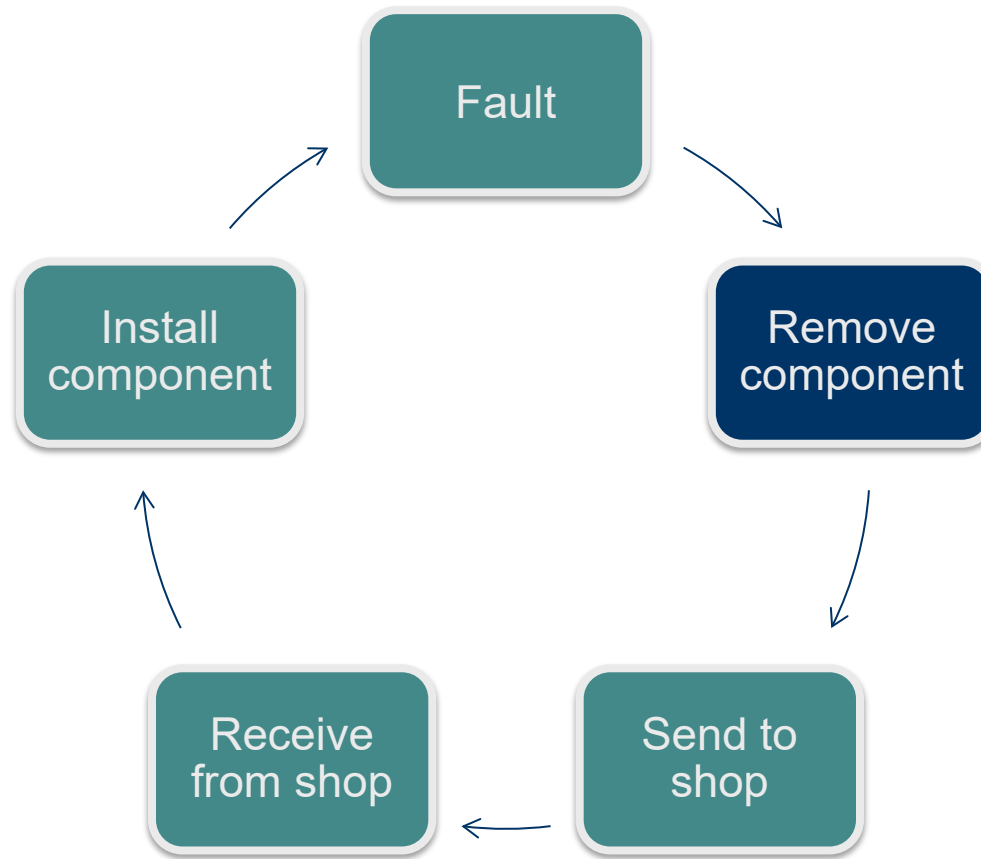 Fault
Remove
component
Send to
shop
Receive
from shop
Install
component